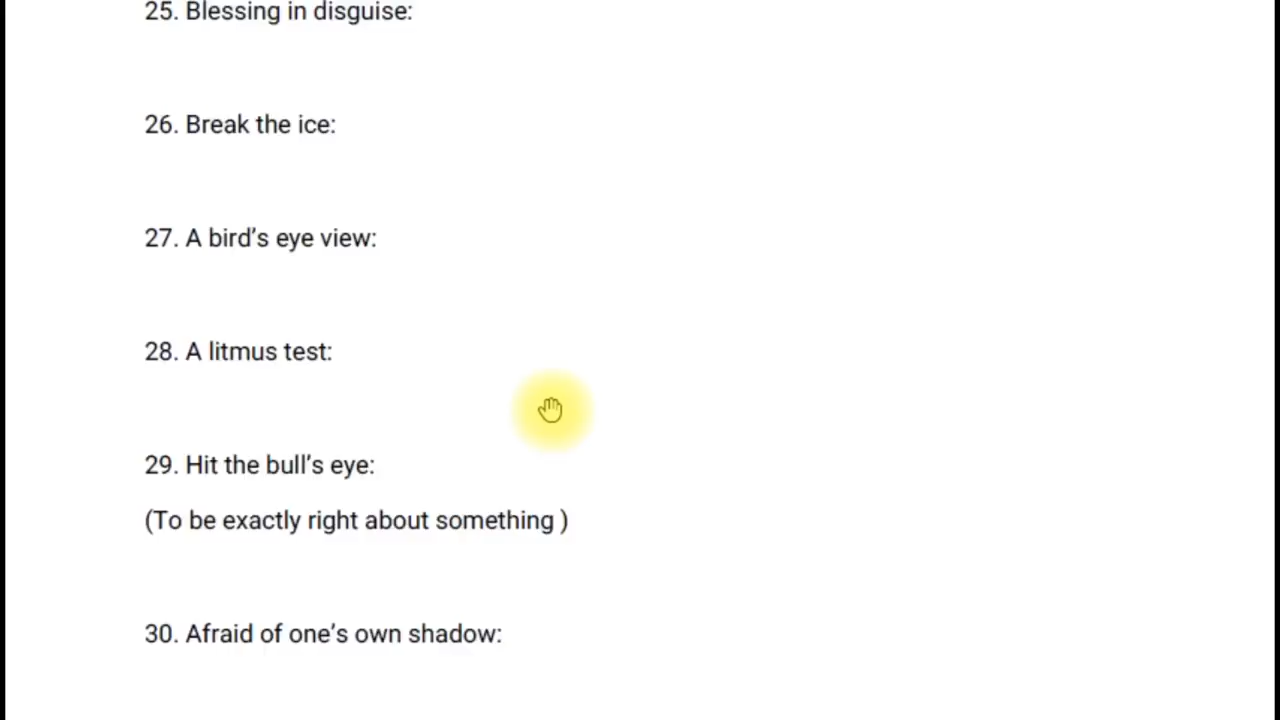 25. Blessing in disguise:
26. Break the ice:
27. A bird’s eye view:
28. A litmus test:
29. Hit the bull’s eye:
(To be exactly right about something )
30. Afraid of one’s own shadow: